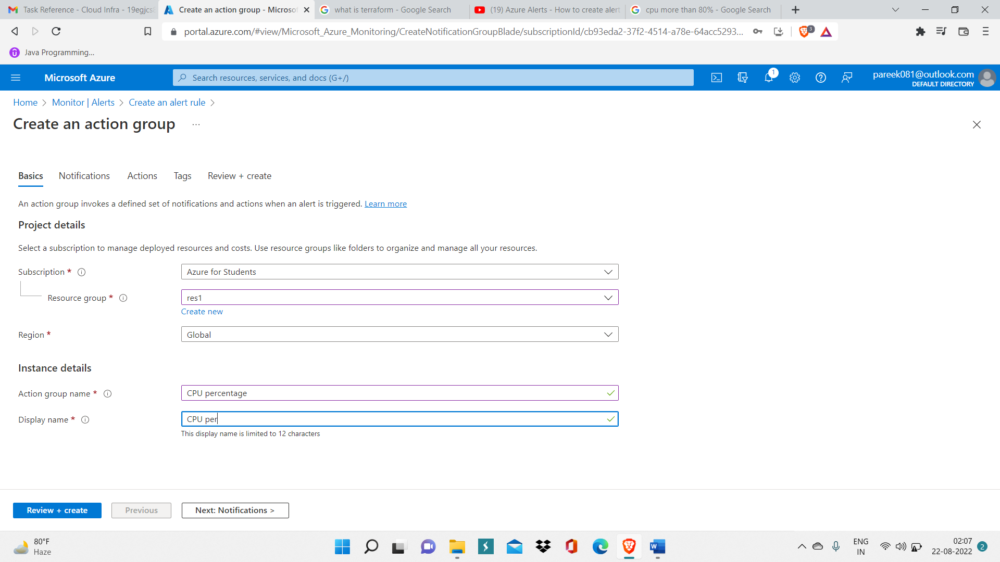 Task Reference - Cloud Infra - 19egjcs8
Create an action group - Microsof
what is terraform - Google Search
(19) Azure Alerts - How to create alert
cpu more than 80% - Google Search
portal.azure.com/#view/Microsoft_Azure_Monitoring/CreateNotificationGroupBlade/subscriptionId/cb93eda2-37f2-4514-a78e-64acc5293...
3
Java Programming...
Microsoft Azure
Search resources, services, and docs (G+/)
1
pareek081@outlook.com
DEFAULT DIRECTORY
Home > Monitor | Alerts > Create an alert rule >
Create an action group ...
Basics Notifications Actions Tags Review + create
An action group invokes a defined set of notifications and actions when an alert is triggered. Learn more
Project details
Select a subscription to manage deployed resources and costs. Use resource groups like folders to organize and manage all your resources.
Subscription * Azure for Students
Resource group * res1
Create new
Region * Global
Instance details
Action group name * CPU percentage
Display name * CPU per
This display name is limited to 12 characters
Review + create Previous Next: Notifications >
80°F
Haze
ENG
IN
02:07
22-08-2022
2